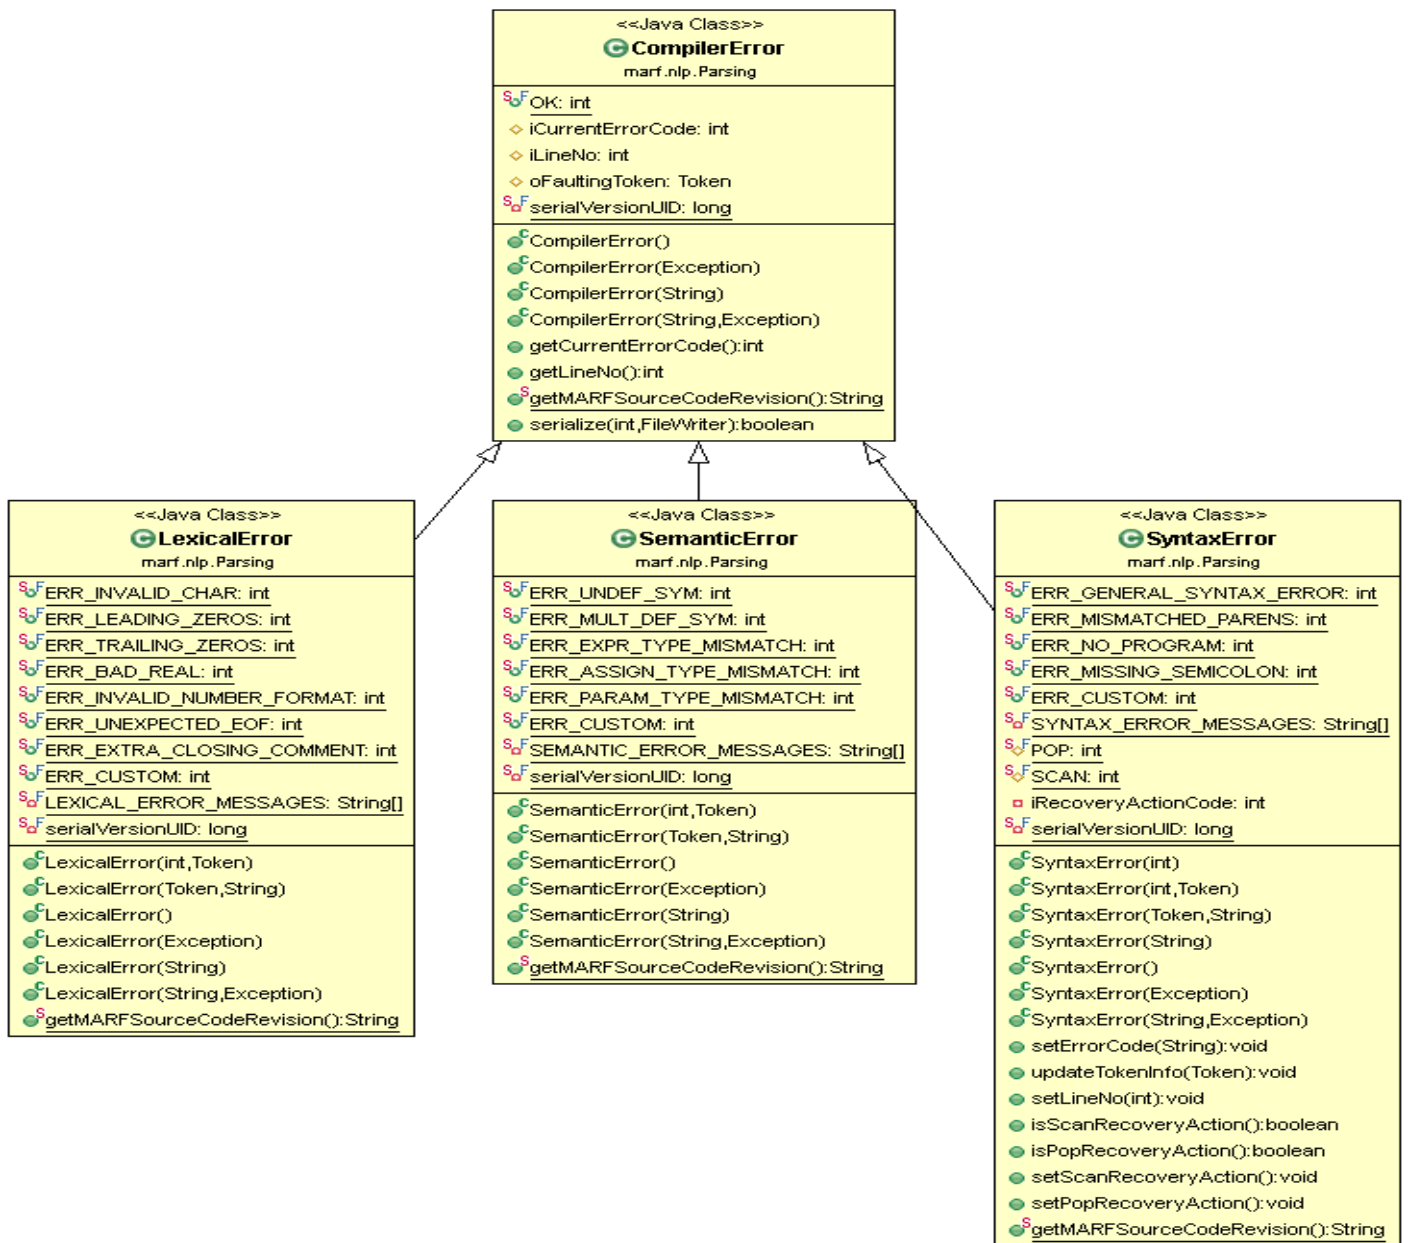 <<Java Class>>
CompilerError
marf.nlp.Parsing
OK: int
iCurrentErrorCode: int
iLineNo: int
oFaultingToken: Token
serialVersionUID: long
CompilerError()
CompilerError(Exception)
CompilerError(String)
CompilerError(String,Exception)
getCurrentErrorCode():int
getLineNo():int
getMARFSourceCodeRevision():String
serialize(int,FileWriter):boolean
<<Java Class>>
LexicalError
marf.nlp.Parsing
ERR_INVALID_CHAR: int
ERR_LEADING_ZEROS: int
ERR_TRAILING_ZEROS: int
ERR_BAD_REAL: int
ERR_INVALID_NUMBER_FORMAT: int
ERR_UNEXPECTED_EOF: int
ERR_EXTRA_CLOSING_COMMENT: int
ERR_CUSTOM: int
LEXICAL_ERROR_MESSAGES: String[]
serialVersionUID: long
LexicalError(int,Token)
LexicalError(Token,String)
LexicalError()
LexicalError(Exception)
LexicalError(String)
LexicalError(String,Exception)
getMARFSourceCodeRevision():String
<<Java Class>>
SemanticError
marf.nlp.Parsing
ERR_UNDEF_SYM: int
ERR_MULT_DEF_SYM: int
ERR_EXPR_TYPE_MISMATCH: int
ERR_ASSIGN_TYPE_MISMATCH: int
ERR_PARAM_TYPE_MISMATCH: int
ERR_CUSTOM: int
SEMANTIC_ERROR_MESSAGES: String[]
serialVersionUID: long
SemanticError(int,Token)
SemanticError(Token,String)
SemanticError()
SemanticError(Exception)
SemanticError(String)
SemanticError(String,Exception)
getMARFSourceCodeRevision():String
<<Java Class>>
SyntaxError
marf.nlp.Parsing
ERR_GENERAL_SYNTAX_ERROR: int
ERR_MISMATCHED_PARENS: int
ERR_NO_PROGRAM: int
ERR_MISSING_SEMICOLON: int
ERR_CUSTOM: int
SYNTAX_ERROR_MESSAGES: String[]
POP: int
SCAN: int
iRecoveryActionCode: int
serialVersionUID: long
SyntaxError(int)
SyntaxError(int,Token)
SyntaxError(Token,String)
SyntaxError(String)
SyntaxError()
SyntaxError(Exception)
SyntaxError(String,Exception)
setErrorCode(String):void
updateTokenInfo(Token):void
setLineNo(int):void
isScanRecoveryAction():boolean
isPopRecoveryAction():boolean
setScanRecoveryAction():void
setPopRecoveryAction():void
getMARFSourceCodeRevision():String